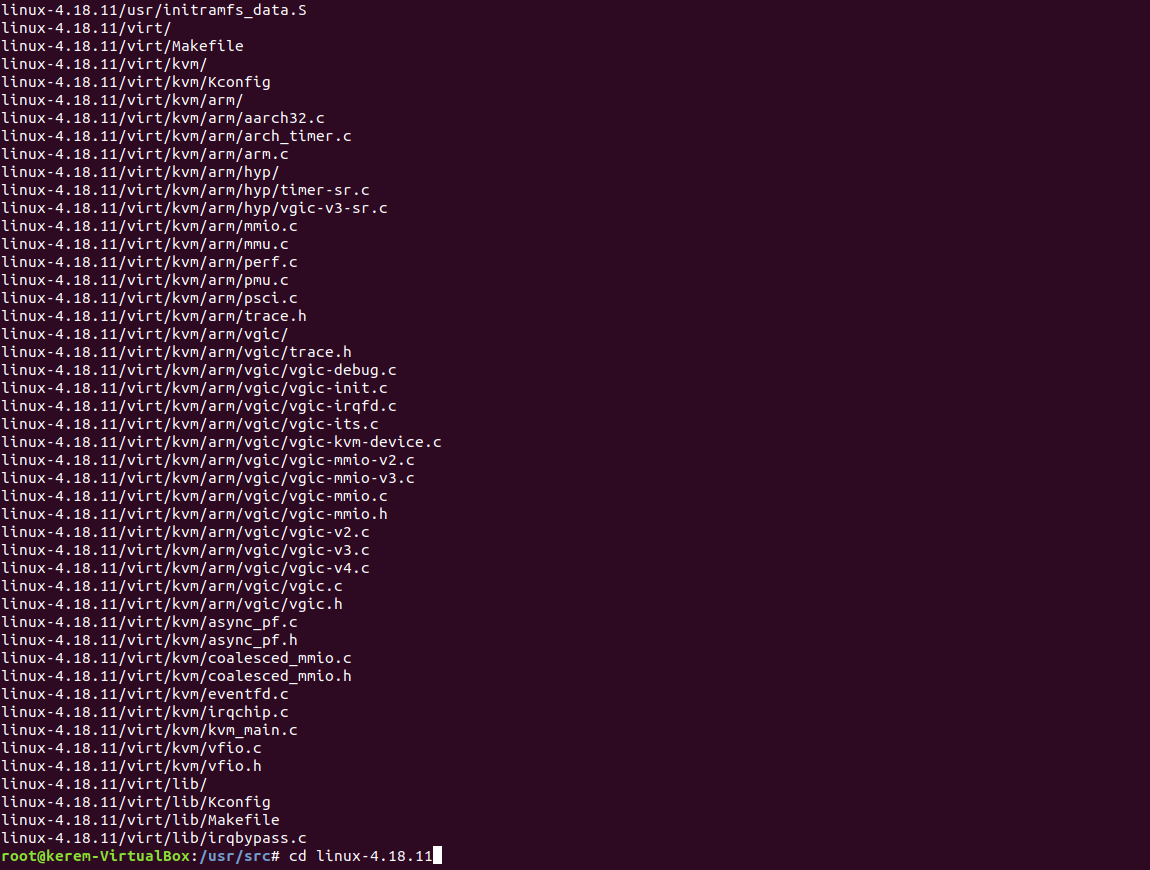 linux-4.18.11/usr/initramfs_data.S
linux-4.18.11/virt/
linux-4.18.11/virt/Makefile
linux-4.18.11/virt/kvm/
linux-4.18.11/virt/kvm/Kconfig
linux-4.18.11/virt/kvm/arm/
linux-4.18.11/virt/kvm/arm/aarch32.c
linux-4.18.11/virt/kvm/arm/arch_timer.c
linux-4.18.11/virt/kvm/arm/arm.c
linux-4.18.11/virt/kvm/arm/hyp/
linux-4.18.11/virt/kvm/arm/hyp/timer-sr.c
linux-4.18.11/virt/kvm/arm/hyp/vgic-v3-sr.c
linux-4.18.11/virt/kvm/arm/mmio.c
linux-4.18.11/virt/kvm/arm/mmu.c
linux-4.18.11/virt/kvm/arm/perf.c
linux-4.18.11/virt/kvm/arm/pmu.c
linux-4.18.11/virt/kvm/arm/psci.c
linux-4.18.11/virt/kvm/arm/trace.h
linux-4.18.11/virt/kvm/arm/vgic/
linux-4.18.11/virt/kvm/arm/vgic/trace.h
linux-4.18.11/virt/kvm/arm/vgic/vgic-debug.c
linux-4.18.11/virt/kvm/arm/vgic/vgic-init.c
linux-4.18.11/virt/kvm/arm/vgic/vgic-irqfd.c
linux-4.18.11/virt/kvm/arm/vgic/vgic-its.c
linux-4.18.11/virt/kvm/arm/vgic/vgic-kvm-device.c
linux-4.18.11/virt/kvm/arm/vgic/vgic-mmio-v2.c
linux-4.18.11/virt/kvm/arm/vgic/vgic-mmio-v3.c
linux-4.18.11/virt/kvm/arm/vgic/vgic-mmio.c
linux-4.18.11/virt/kvm/arm/vgic/vgic-mmio.h
linux-4.18.11/virt/kvm/arm/vgic/vgic-v2.c
linux-4.18.11/virt/kvm/arm/vgic/vgic-v3.c
linux-4.18.11/virt/kvm/arm/vgic/vgic-v4.c
linux-4.18.11/virt/kvm/arm/vgic/vgic.c
linux-4.18.11/virt/kvm/arm/vgic/vgic.h
linux-4.18.11/virt/kvm/async_pf.c
linux-4.18.11/virt/kvm/async_pf.h
linux-4.18.11/virt/kvm/coalesced_mmio.c
linux-4.18.11/virt/kvm/coalesced_mmio.h
linux-4.18.11/virt/kvm/eventfd.c
linux-4.18.11/virt/kvm/irqchip.c
linux-4.18.11/virt/kvm/kvm_main.c
linux-4.18.11/virt/kvm/vfio.c
linux-4.18.11/virt/kvm/vfio.h
linux-4.18.11/virt/lib/
linux-4.18.11/virt/lib/Kconfig
linux-4.18.11/virt/lib/Makefile
linux-4.18.11/virt/lib/irqbypass.c
root@kerem-VirtualBox:/usr/src# cd linux-4.18.11